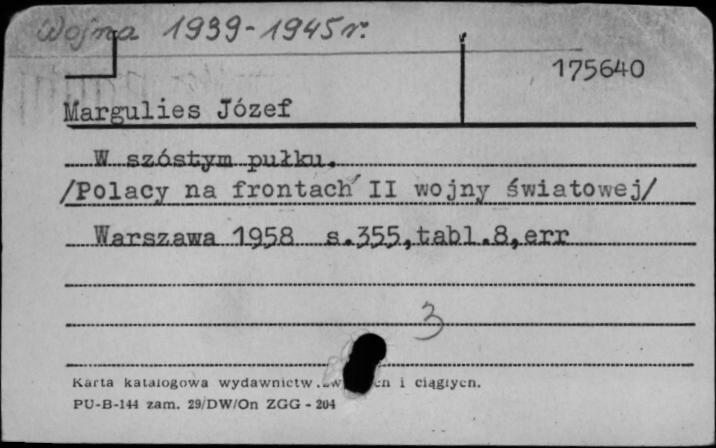 Wojna 1939-1945 r.
175640
Margulies Józef
W szóstym pułku.
/Polacy na frontach II wojny światowej/
Warszawa 1958 s.355,tabl.8,err
3
Karta katalogowa wydawnictw i ciągłych.
PU-B-144 zam. 29/DW/On ZGG - 204